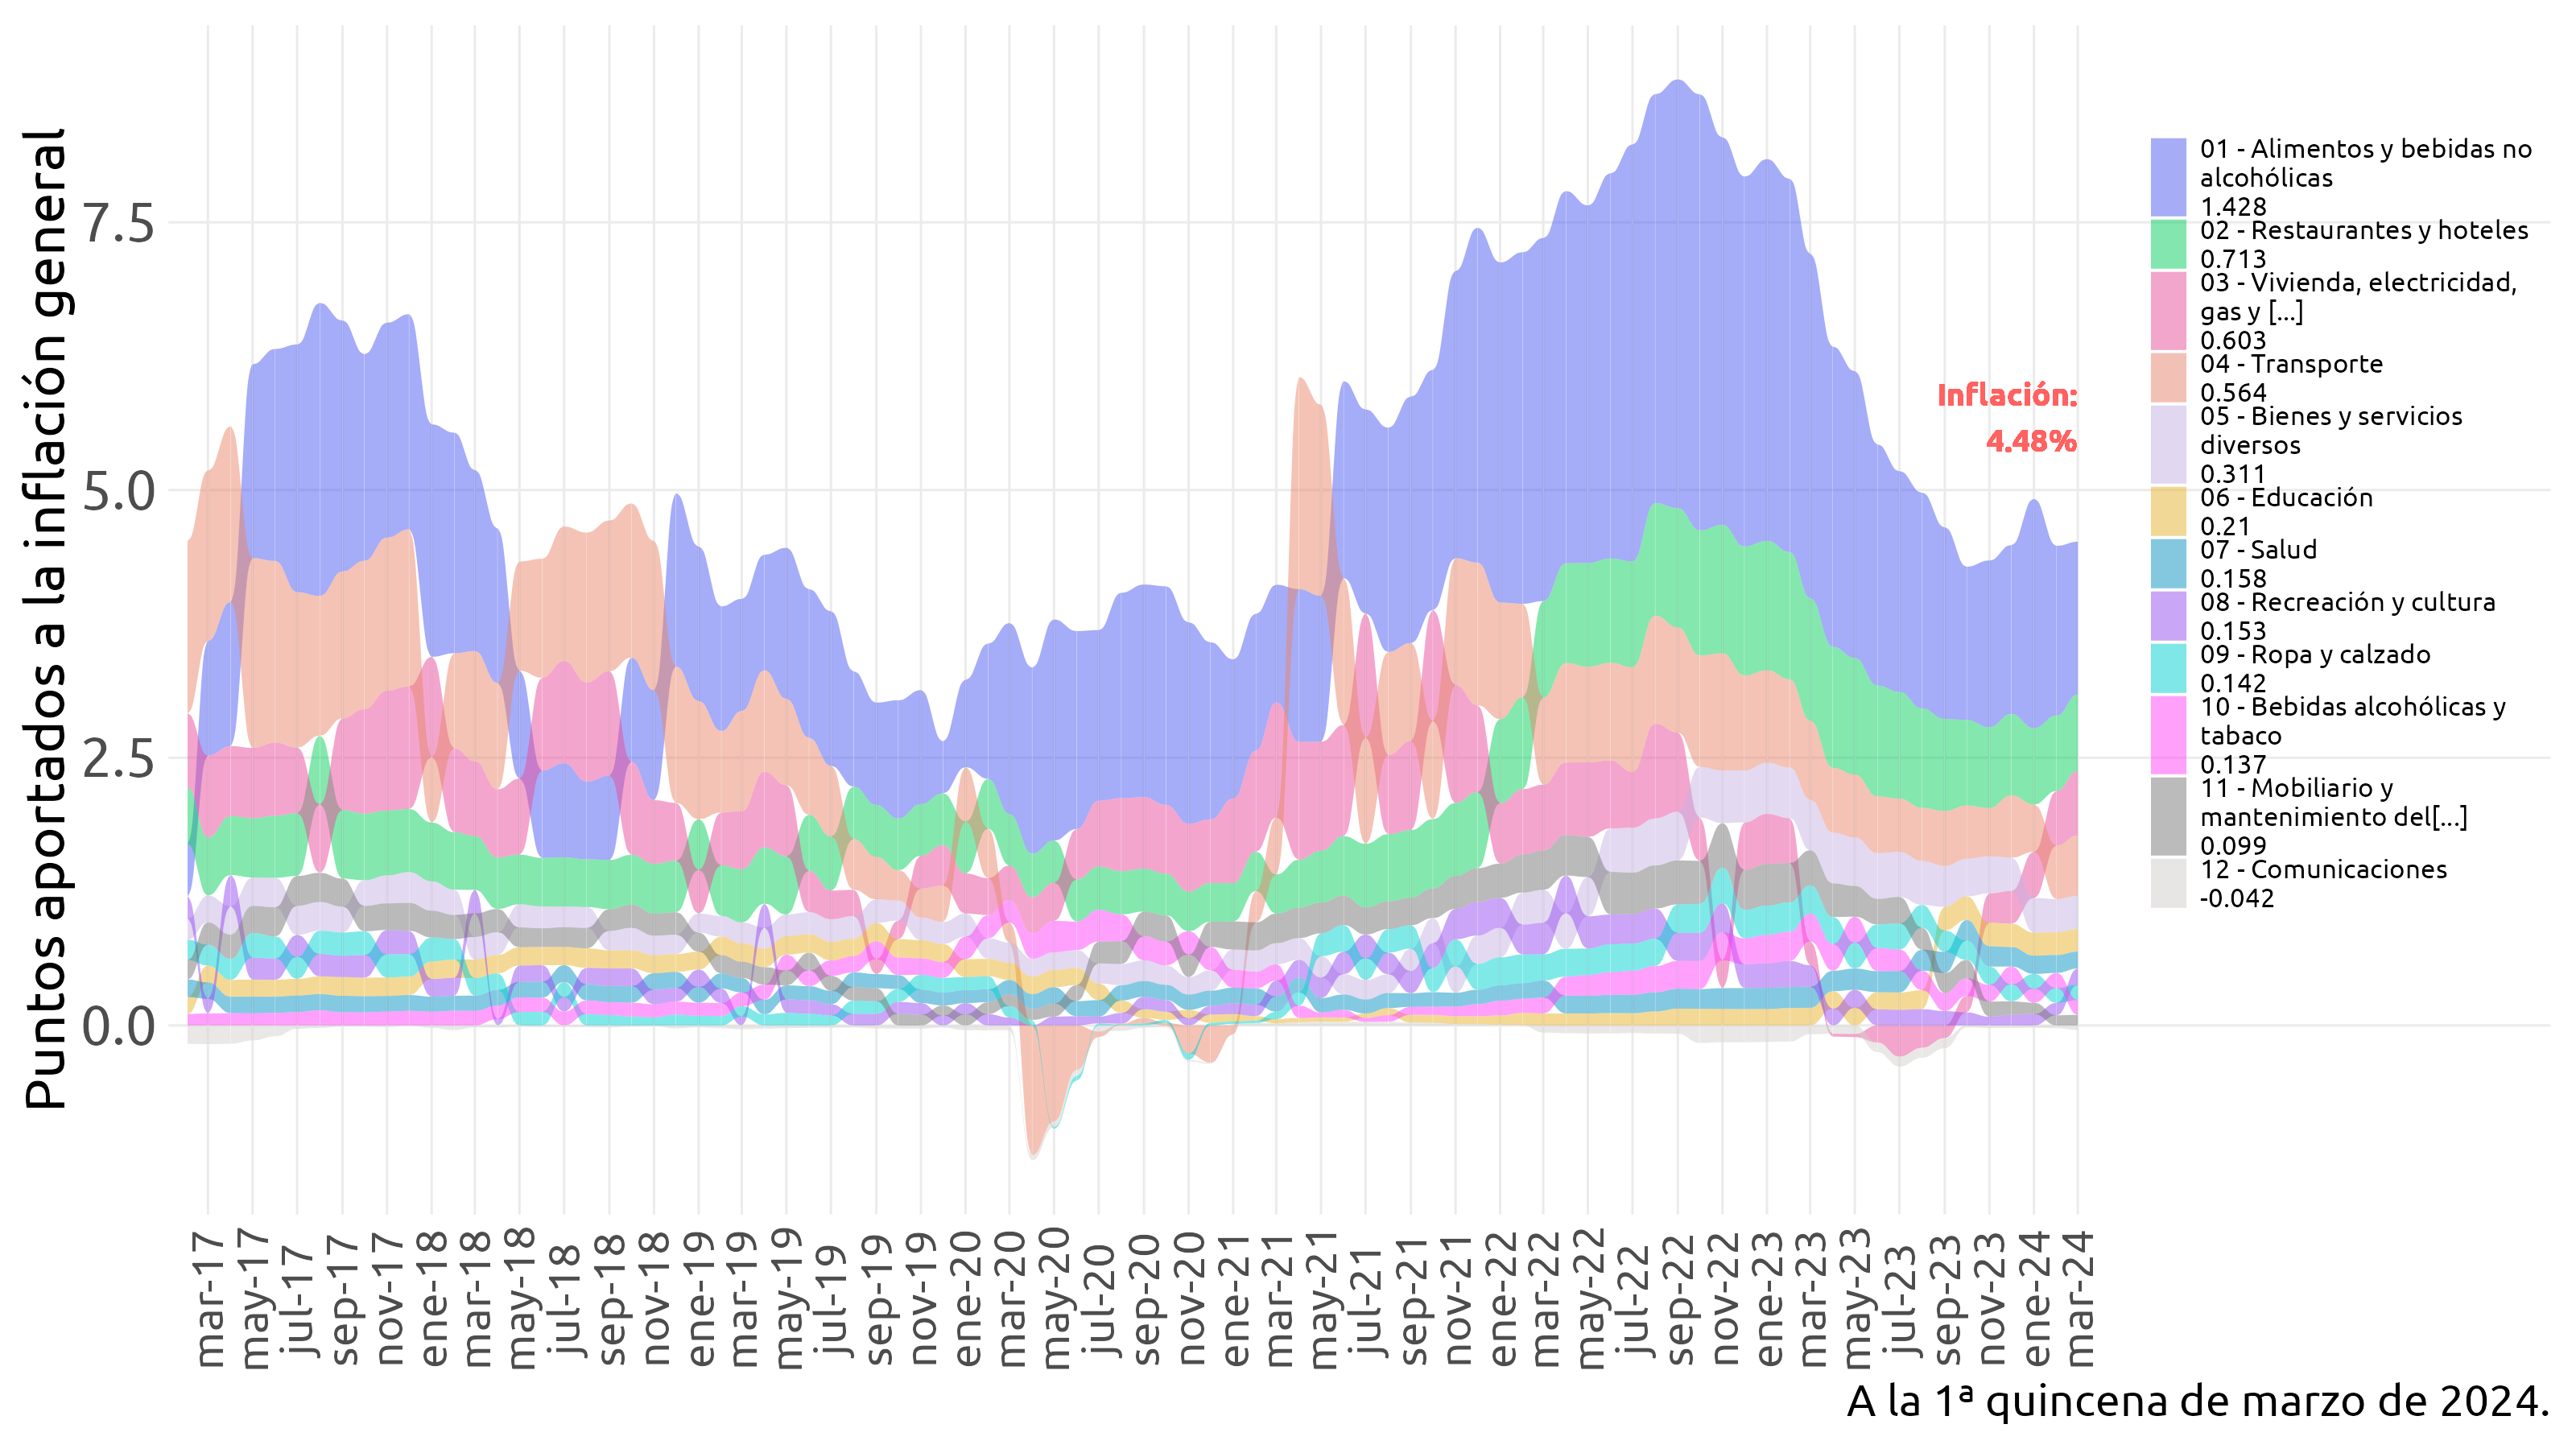 Puntos aportados a la inflación general
7.5
5.0
2.5
0.0
Inflación:
4.48%
01 - Alimentos y bebidas no
alcohólicas
1.428
02 - Restaurantes y hoteles
0.713
03 - Vivienda, electricidad,
gas y [...]
0.603
04 - Transporte
0.564
05 - Bienes y servicios
diversos
0.311
06 - Educación
0.21
07 - Salud
0.158
08 - Recreación y cultura
0.153
09 - Ropa y calzado
0.142
10 - Bebidas alcohólicas y
tabaco
0.137
11 - Mobiliario y
mantenimiento del[...]
0.099
12 - Comunicaciones
-0.042
mar-17
may-17
jul-17
sep-17
nov-17
ene-18
mar-18
may-18
jul-18
sep-18
nov-18
ene-19
mar-19
may-19
jul-19
sep-19
nov-19
ene-20
mar-20
may-20
jul-20
sep-20
nov-20
ene-21
mar-21
may-21
jul-21
sep-21
nov-21
ene-22
mar-22
may-22
jul-22
sep-22
nov-22
ene-23
mar-23
may-23
jul-23
sep-23
nov-23
ene-24
mar-24
A la 1ª quincena de marzo de 2024.